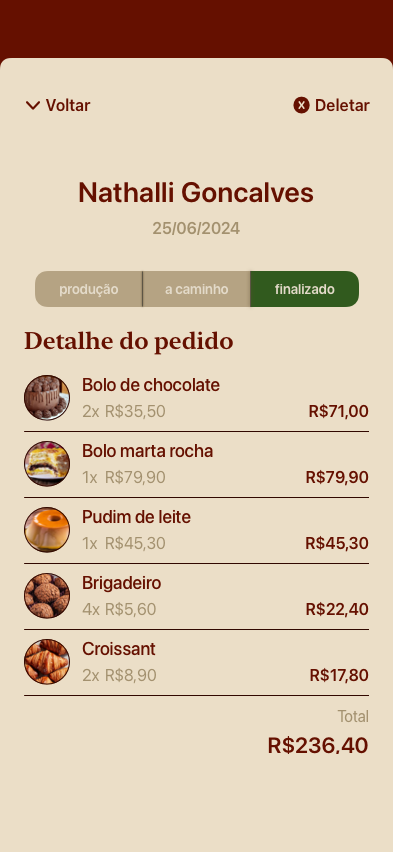 Voltar
X Deletar
Nathalli Goncalves
25/06/2024
produção a caminho finalizado
Detalhe do pedido
Bolo de chocolate
2x R$35,50 R$71,00
Bolo marta rocha
1x R$79,90 R$79,90
Pudim de leite
1x R$45,30 R$45,30
Brigadeiro
4x R$5,60 R$22,40
Croissant
2x R$8,90 R$17,80
Total
R$236,40